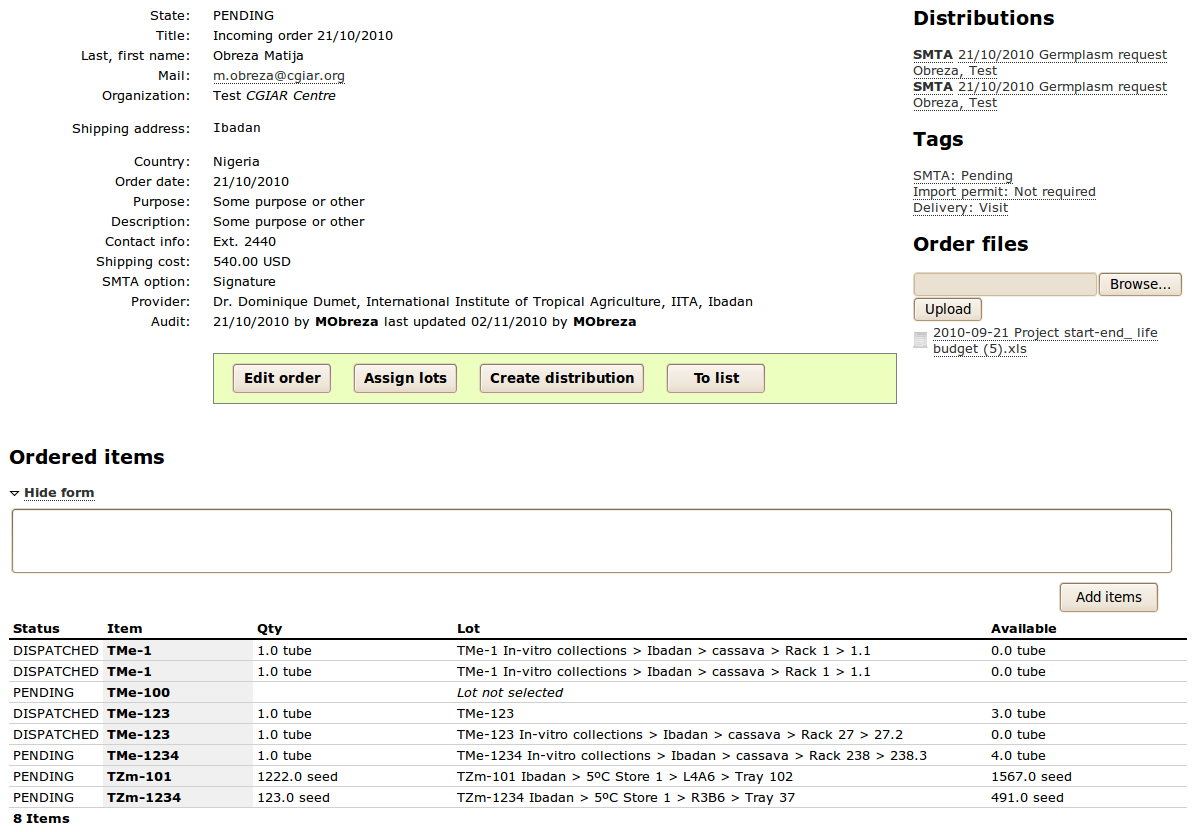 State: PENDING
Title: Incoming order 21/10/2010
Last, first name: Obreza Matija
Mail: m.obreza@cgiar.org
Organization: Test CGIAR Centre
Shipping address: Ibadan
Country: Nigeria
Order date: 21/10/2010
Purpose: Some purpose or other
Description: Some purpose or other
Contact info: Ext. 2440
Shipping cost: 540.00 USD
SMTA option: Signature
Provider: Dr. Dominique Dumet, International Institute of Tropical Agriculture, IITA, Ibadan
Audit: 21/10/2010 by MObreza last updated 02/11/2010 by MObreza
Edit order Assign lots Create distribution To list
Distributions
SMTA 21/10/2010 Germplasm request
Obreza, Test
SMTA 21/10/2010 Germplasm request
Obreza, Test
Tags
SMTA: Pending
Import permit: Not required
Delivery: Visit
Order files
Browse...
Upload
2010-09-21 Project start-end_ life
budget (5).xls
Ordered items
Hide form
Add items
Status Item Qty Lot Available
DISPATCHED TMe-1 1.0 tube TMe-1 In-vitro collections > Ibadan > cassava > Rack 1 > 1.1 0.0 tube
DISPATCHED TMe-1 1.0 tube TMe-1 In-vitro collections > Ibadan > cassava > Rack 1 > 1.1 0.0 tube
PENDING TMe-100 Lot not selected
DISPATCHED TMe-123 1.0 tube TMe-123 3.0 tube
DISPATCHED TMe-123 1.0 tube TMe-123 In-vitro collections > Ibadan > cassava > Rack 27 > 27.2 0.0 tube
PENDING TMe-1234 1.0 tube TMe-1234 In-vitro collections > Ibadan > cassava > Rack 238 > 238.3 4.0 tube
PENDING TZm-101 1222.0 seed TZm-101 Ibadan > 5ºC Store 1 > L4A6 > Tray 102 1567.0 seed
PENDING TZm-1234 123.0 seed TZm-1234 Ibadan > 5ºC Store 1 > R3B6 > Tray 37 491.0 seed
8 Items